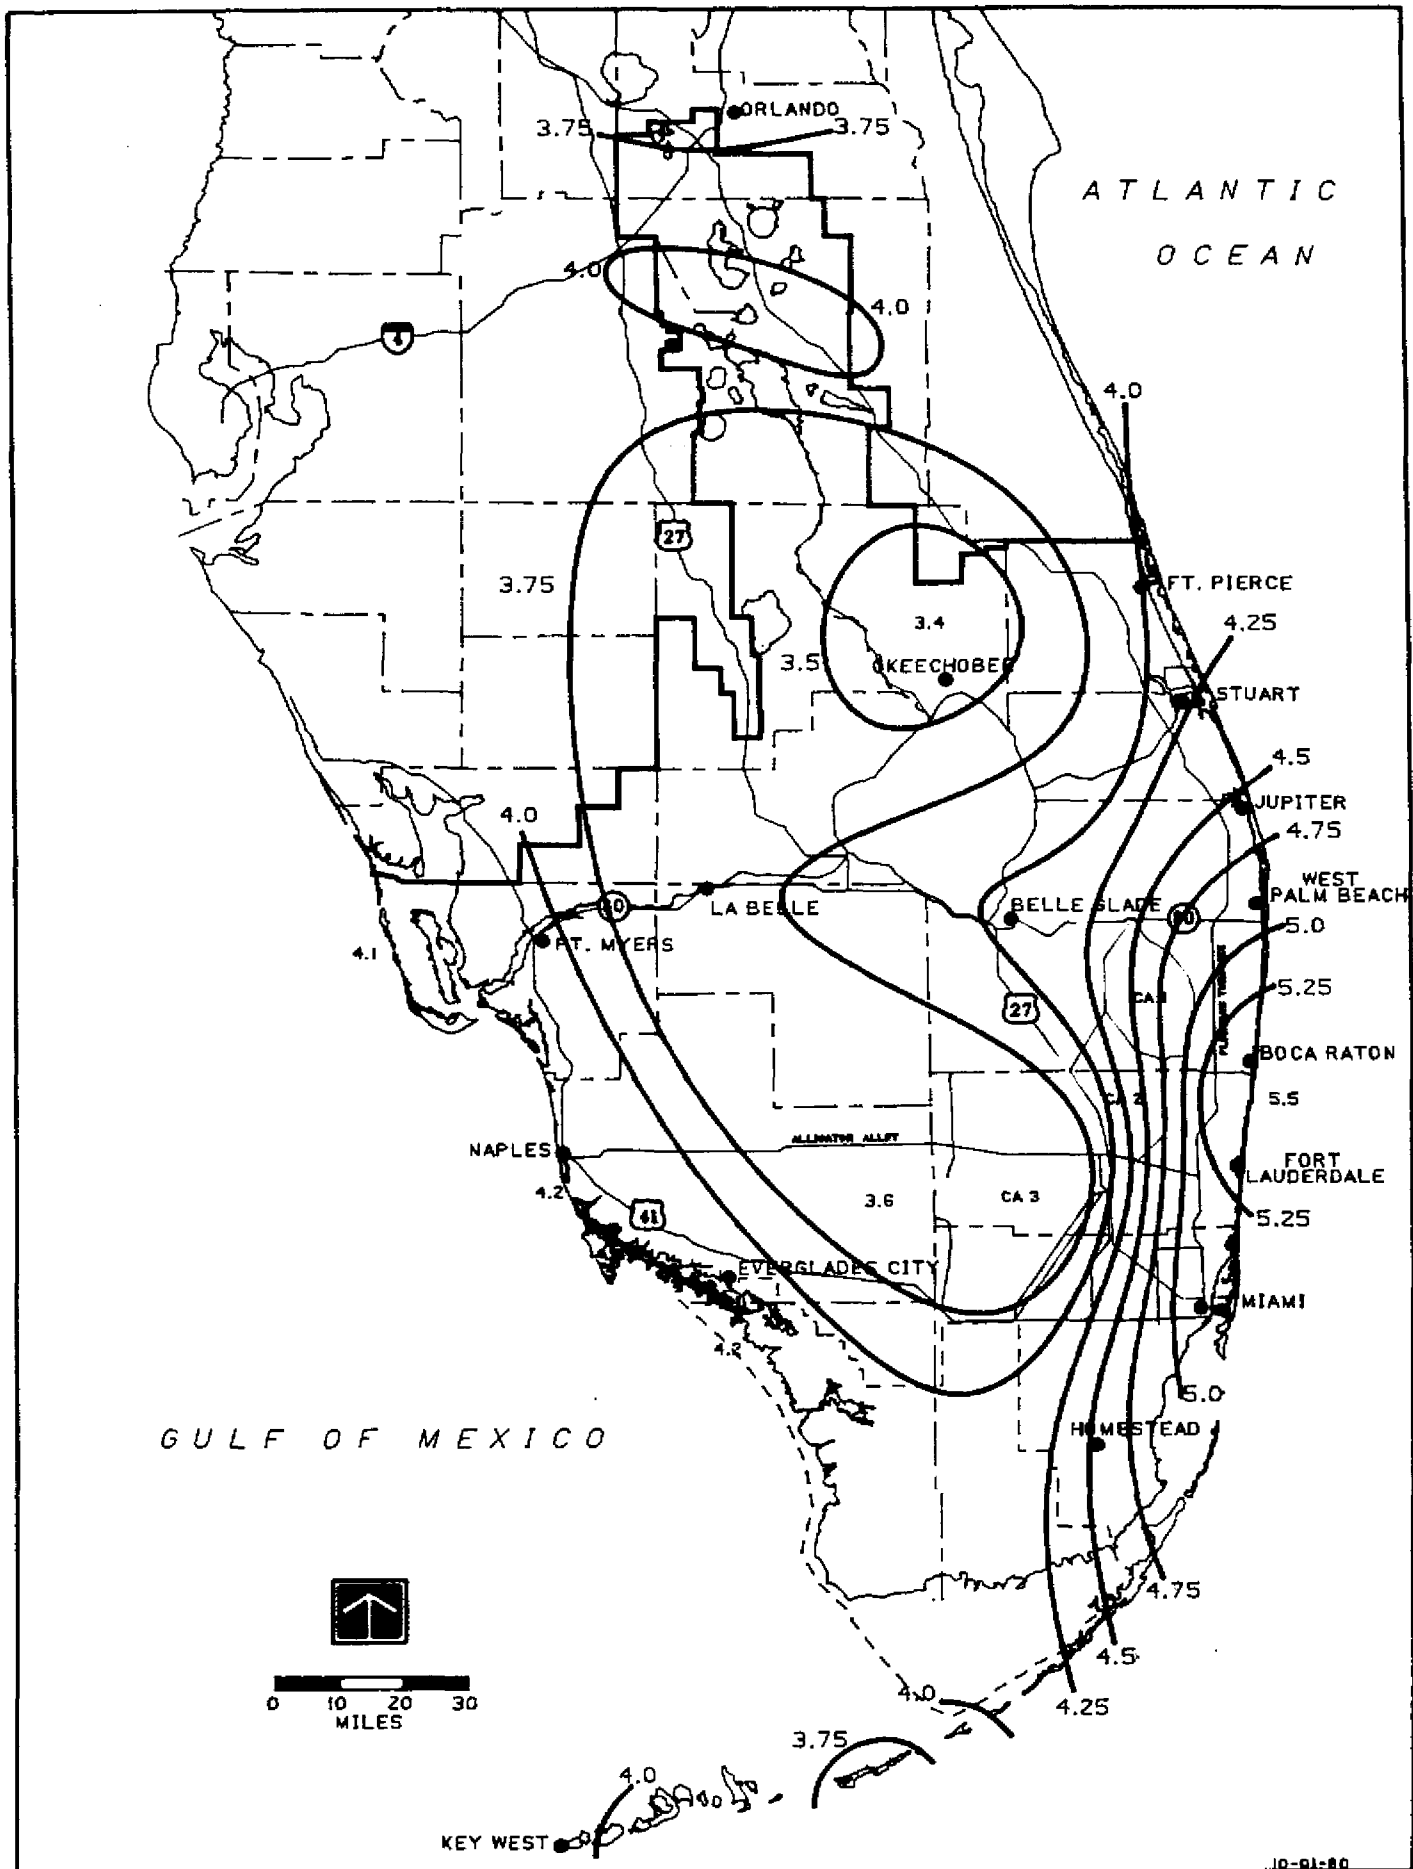 ORLANDO
3.75
3.75
ATLANTIC
OCEAN
4.0
4.0
4
4.0
27
3.75
FT. PIERCE
3.4
4.25
3.5
OKEECHOBEE
STUART
4.5
JUPITER
4.75
4.0
WEST
PALM BEACH
LA BELLE
BELLE GLADE
80
80
5.0
FT. MYERS
4.1
5.25
CA 1
27
BOCA RATON
CA 2
5.5
ALLIGATOR ALLEY
NAPLES
FORT
LAUDERDALE
4.2
3.6
CA 3
41
5.25
EVERGLADES CITY
MIAMI
4.2
5.0
GULF OF MEXICO
HOMESTEAD
4.75
4.5
4.0
4.25
0 10 20 30
MILES
3.75
4.0
KEY WEST